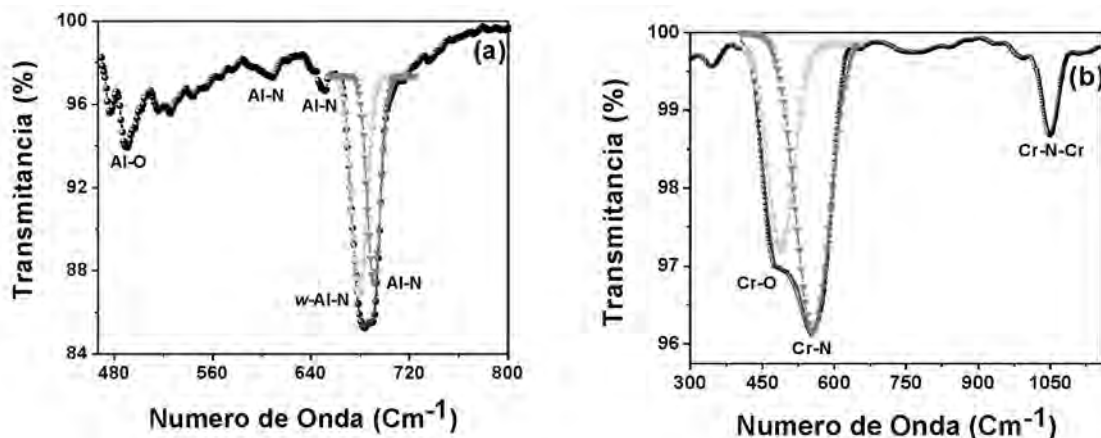 100
96
92
88
84
Transmitancia (%)
(a)
Al-O
Al-N
Al-N
w-Al-N
Al-N
480
560
640
720
800
Numero de Onda (Cm⁻¹)
100
99
98
97
96
Transmitancia (%)
(b)
Cr-N-Cr
Cr-O
Cr-N
300
450
600
750
900
1050
Numero de Onda (Cm⁻¹)